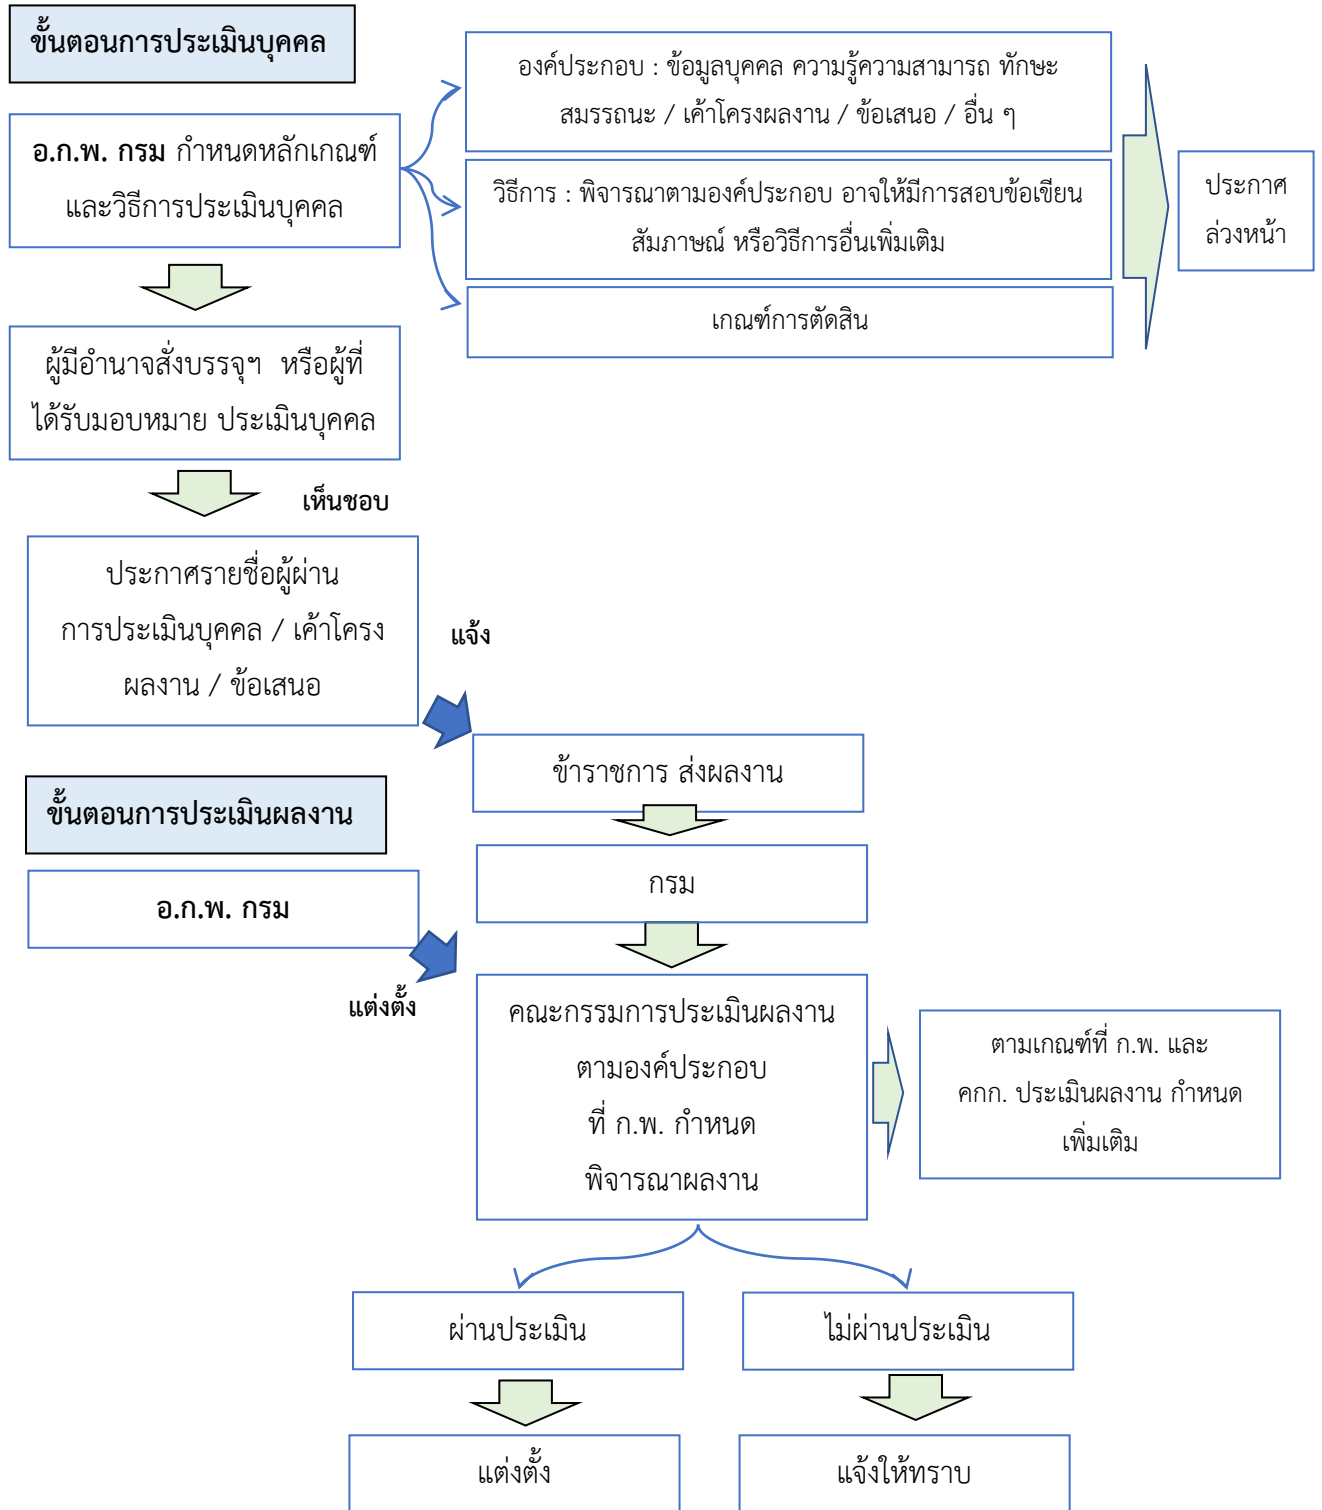 ขั้นตอนการประเมินบุคคล
องค์ประกอบ : ข้อมูลบุคคล ความรู้ความสามารถ ทักษะ
สมรรถนะ / เค้าโครงผลงาน / ข้อเสนอ / อื่น ๆ
อ.ก.พ. กรม กำหนดหลักเกณฑ์
และวิธีการประเมินบุคคล
วิธีการ : พิจารณาตามองค์ประกอบ อาจให้มีการสอบข้อเขียน
สัมภาษณ์ หรือวิธีการอื่นเพิ่มเติม
ประกาศ
ล่วงหน้า
เกณฑ์การตัดสิน
ผู้มีอำนาจสั่งบรรจุฯ หรือผู้ที่
ได้รับมอบหมาย ประเมินบุคคล
เห็นชอบ
ประกาศรายชื่อผู้ผ่าน
การประเมินบุคคล / เค้าโครง
ผลงาน / ข้อเสนอ
แจ้ง
ข้าราชการ ส่งผลงาน
ขั้นตอนการประเมินผลงาน
กรม
อ.ก.พ. กรม
แต่งตั้ง
คณะกรรมการประเมินผลงาน
ตามองค์ประกอบ
ที่ ก.พ. กำหนด
พิจารณาผลงาน
ตามเกณฑ์ที่ ก.พ. และ
คกก. ประเมินผลงาน กำหนด
เพิ่มเติม
ผ่านประเมิน
ไม่ผ่านประเมิน
แต่งตั้ง
แจ้งให้ทราบ